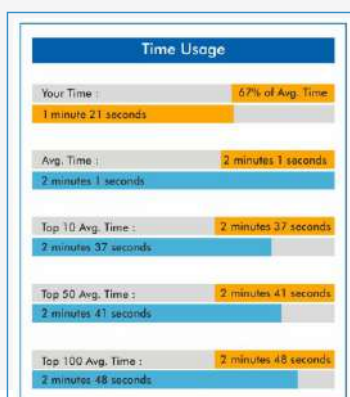 Time Usage
Your Time : 67% of Avg. Time
1 minute 21 seconds
Avg. Time : 2 minutes 1 seconds
2 minutes 1 seconds
Top 10 Avg. Time : 2 minutes 37 seconds
2 minutes 37 seconds
Top 50 Avg. Time : 2 minutes 41 seconds
2 minutes 41 seconds
Top 100 Avg. Time : 2 minutes 48 seconds
2 minutes 48 seconds